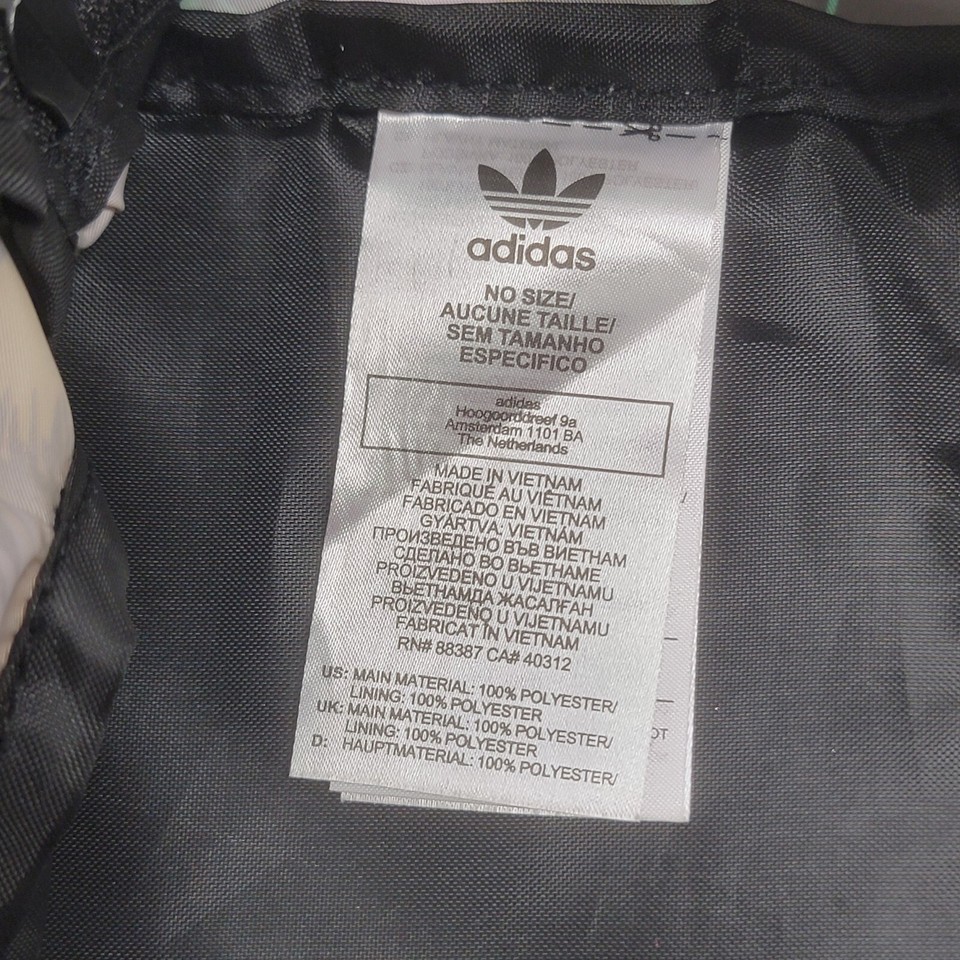 adidas
NO SIZE/
AUCUNE TAILLE/
SEM TAMANHO
ESPECIFICO
adidas
Hoogoorddreef 9a
Amsterdam 1101 BA
The Netherlands
MADE IN VIETNAM
FABRIQUÉ AU VIÊTNAM
FABRICADO EN VIETNAM
GYÁRTVA: VIETNÁM
ПРОИЗВЕДЕНО ВЪВ ВИЕТНАМ
СДЕЛАНО ВО ВЬЕТНАМЕ
PROIZVEDENO U VIJETNAMU
ВЬЕТНАМДА ЖАСАЛҒАН
PROIZVEDENO U VIJETNAMU
FABRICAT ÎN VIETNAM
RN# 88387 CA# 40312
US: MAIN MATERIAL: 100% POLYESTER/
LINING: 100% POLYESTER
UK: MAIN MATERIAL: 100% POLYESTER/
LINING: 100% POLYESTER
D: HAUPTMATERIAL: 100% POLYESTER/